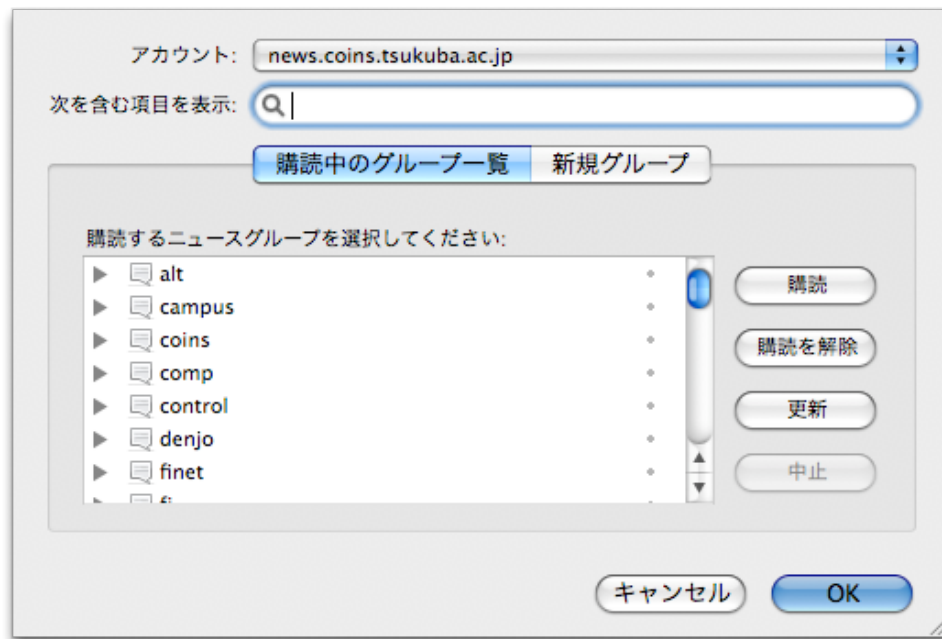 アカウント: news.coins.tsukuba.ac.jp
次を含む項目を表示:
購読中のグループ一覧 新規グループ
購読するニュースグループを選択してください:
alt
campus
coins
comp
control
denjo
finet
購読
購読を解除
更新
中止
キャンセル OK